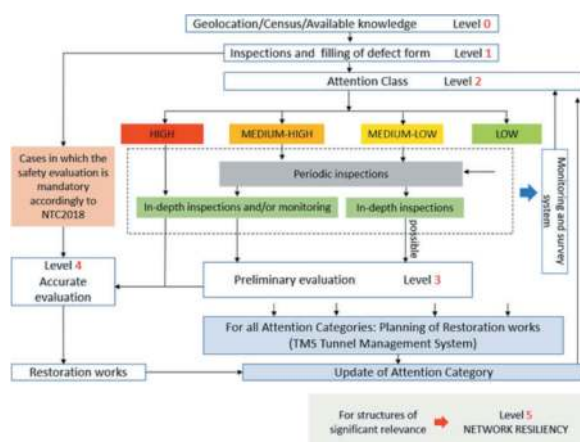 Geolocation/Census/Available knowledge Level 0
Inspections and filling of defect form Level 1
Attention Class Level 2
HIGH
MEDIUM-HIGH
MEDIUM-LOW
LOW
Cases in which the
safety evaluation is
mandatory
accordingly to
NTC2018
Periodic inspections
In-depth inspections and/or monitoring
In-depth inspections
possible
Monitoring and survey
system
Level 4
Accurate
evaluation
Preliminary evaluation Level 3
For all Attention Categories: Planning of Restoration works
(TMS Tunnel Management System)
Restoration works
Update of Attention Category
For structures of
significant relevance
Level 5
NETWORK RESILIENCY